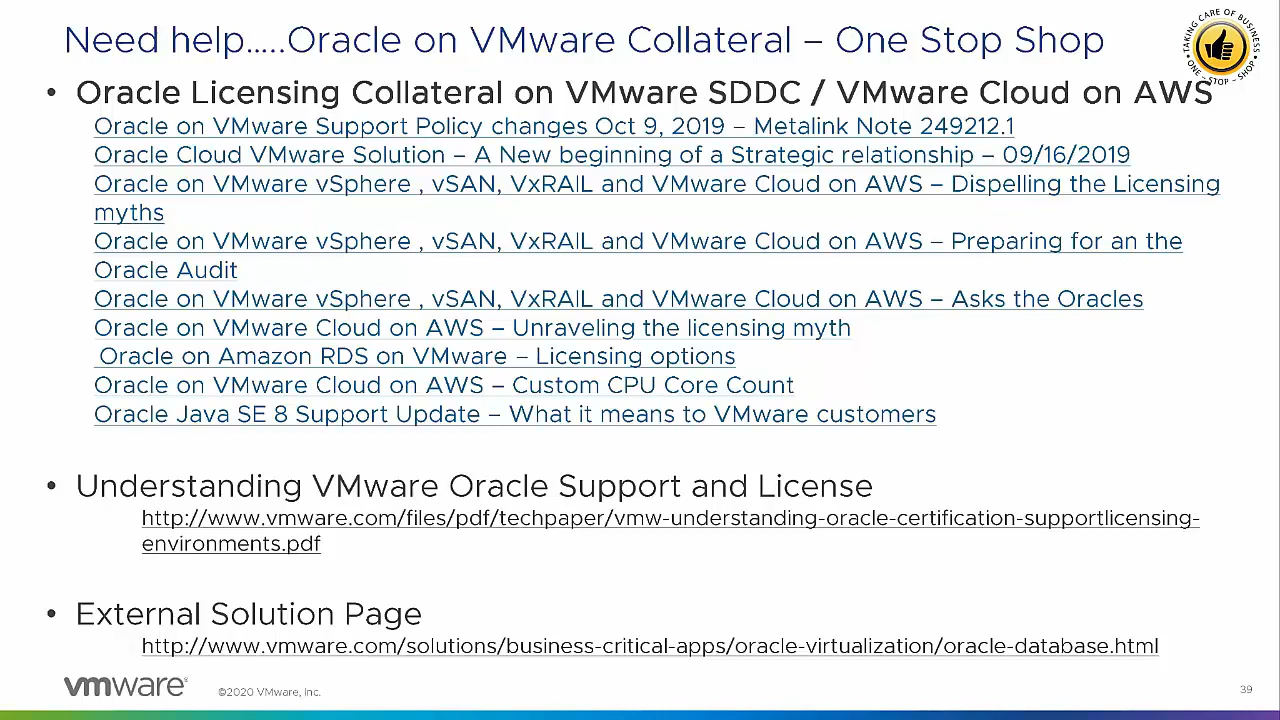 Need help.....Oracle on VMware Collateral – One Stop Shop
TAKING CARE OF BUSINESS
ONE - STOP - SHOP
• Oracle Licensing Collateral on VMware SDDC / VMware Cloud on AWS
Oracle on VMware Support Policy changes Oct 9, 2019 – Metalink Note 249212.1
Oracle Cloud VMware Solution – A New beginning of a Strategic relationship – 09/16/2019
Oracle on VMware vSphere , vSAN, VxRAIL and VMware Cloud on AWS – Dispelling the Licensing
myths
Oracle on VMware vSphere , vSAN, VxRAIL and VMware Cloud on AWS – Preparing for an the
Oracle Audit
Oracle on VMware vSphere , vSAN, VxRAIL and VMware Cloud on AWS – Asks the Oracles
Oracle on VMware Cloud on AWS – Unraveling the licensing myth
Oracle on Amazon RDS on VMware – Licensing options
Oracle on VMware Cloud on AWS – Custom CPU Core Count
Oracle Java SE 8 Support Update – What it means to VMware customers
• Understanding VMware Oracle Support and License
http://www.vmware.com/files/pdf/techpaper/vmw-understanding-oracle-certification-supportlicensing-
environments.pdf
• External Solution Page
http://www.vmware.com/solutions/business-critical-apps/oracle-virtualization/oracle-database.html
vmware®
©2020 VMware, Inc.
39